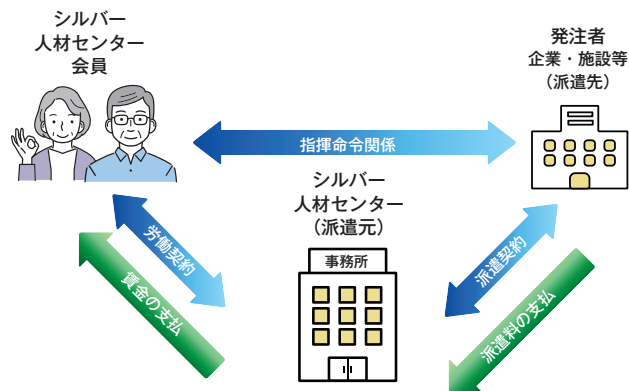 シルバー
人材センター
会員
発注者
企業・施設等
（派遣先）
指揮命令関係
シルバー
人材センター
（派遣元）
事務所
労働契約
賃金の支払
派遣契約
派遣料の支払